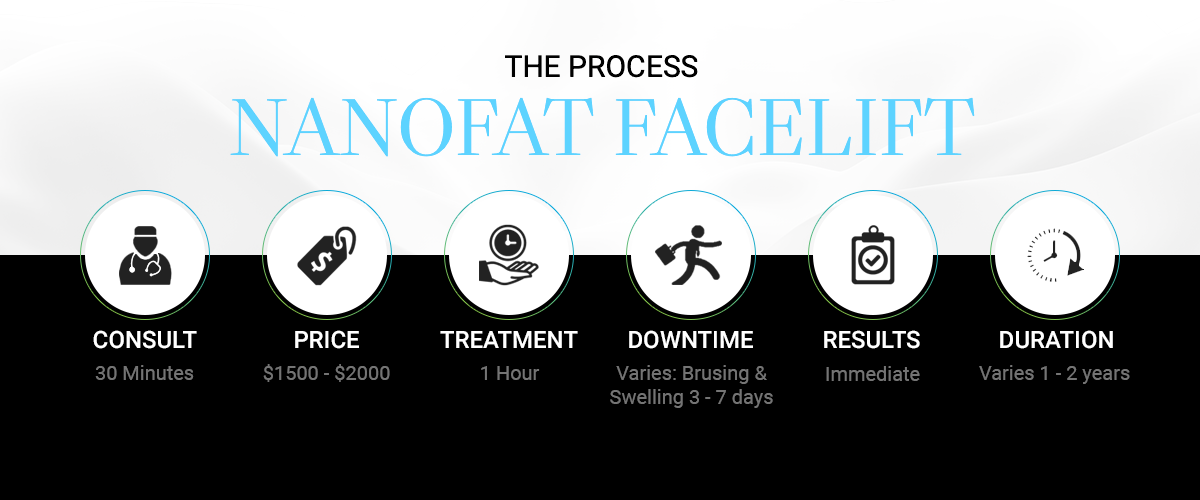 THE PROCESS
NANOFAT FACELIFT
CONSULT
30 Minutes
PRICE
$1500 - $2000
TREATMENT
1 Hour
DOWNTIME
Varies: Brusing &
Swelling 3 - 7 days
RESULTS
Immediate
DURATION
Varies 1 - 2 years